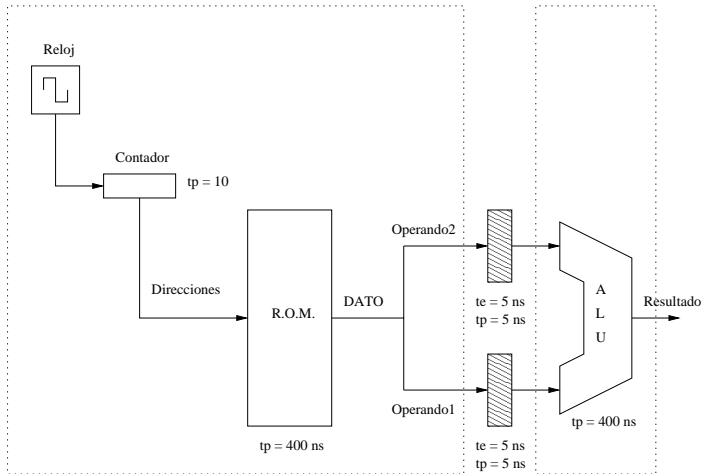 Reloj
Contador
tp = 10
Direcciones
R.O.M.
tp = 400 ns
DATO
Operando2
te = 5 ns
tp = 5 ns
Operando1
te = 5 ns
tp = 5 ns
A
L
U
tp = 400 ns
Resultado